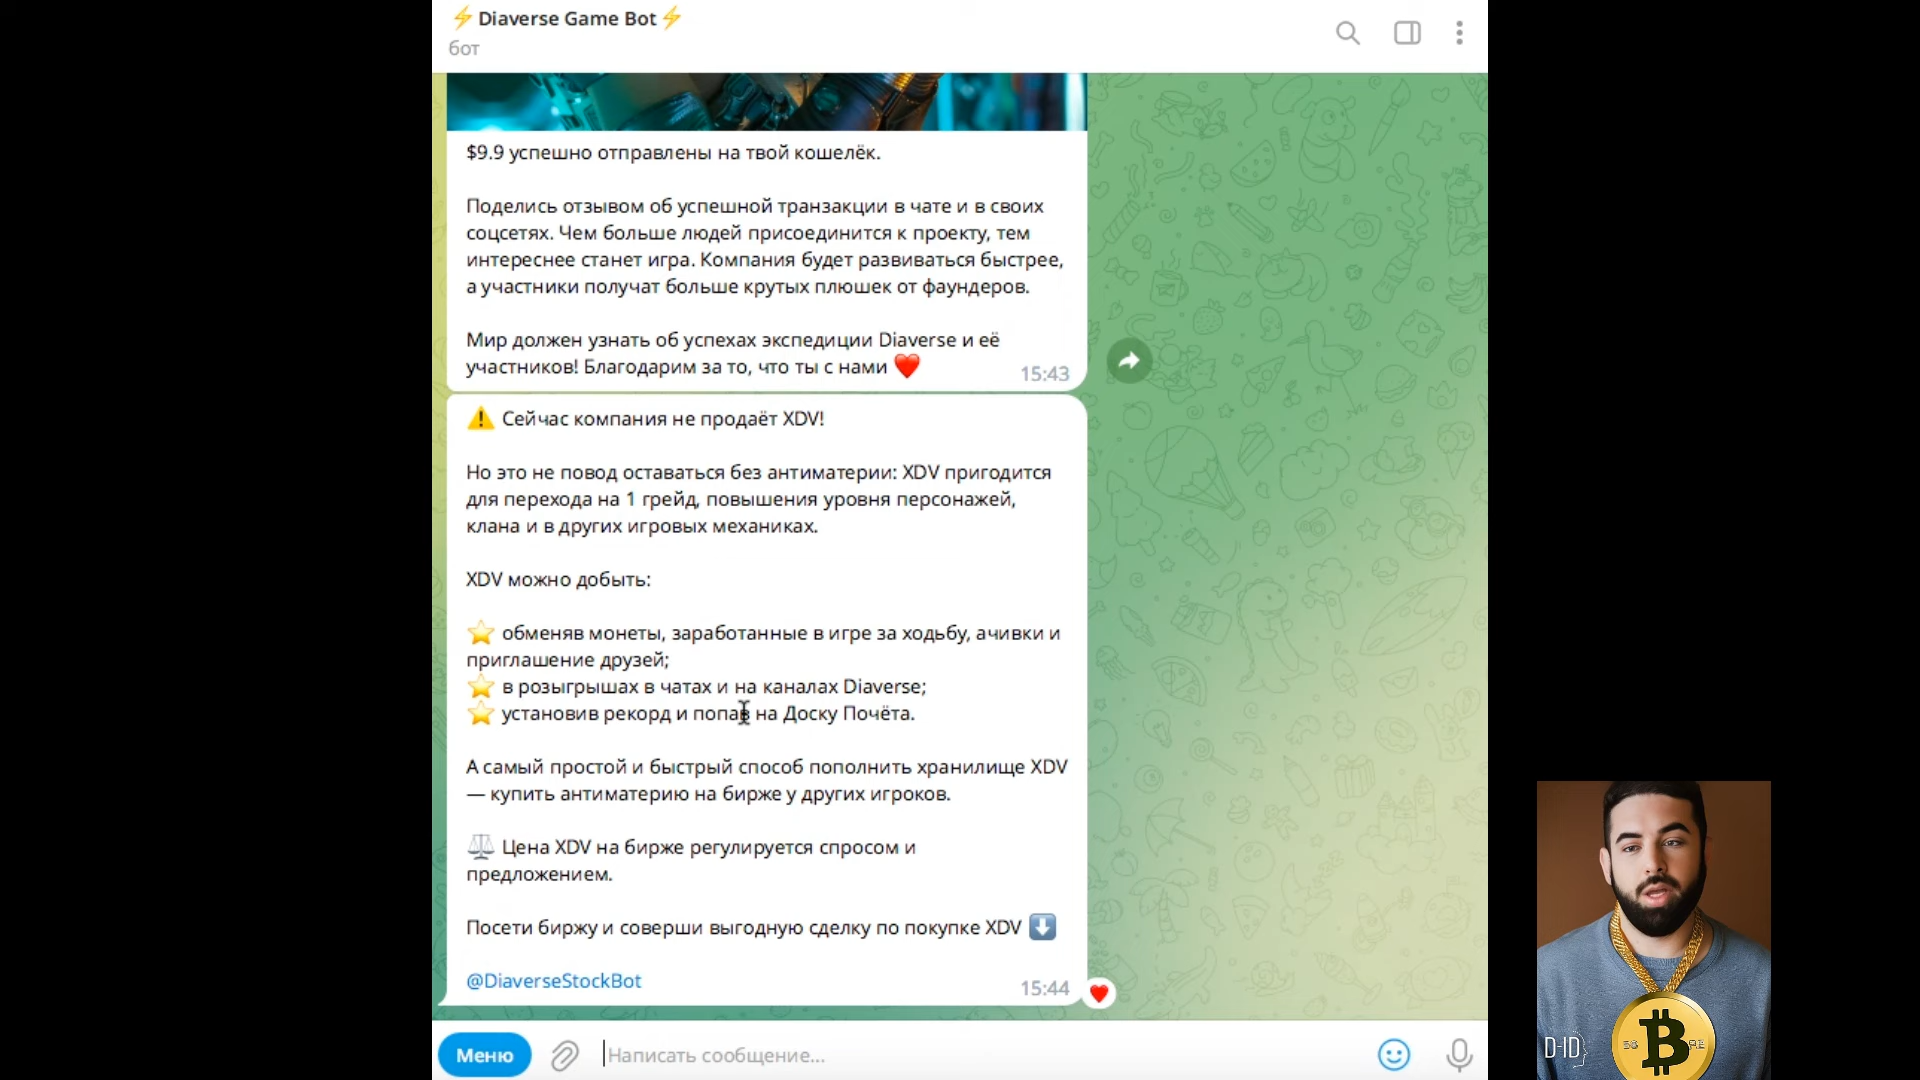 ⚡ Diaverse Game Bot ⚡
бот
$9.9 успешно отправлены на твой кошелёк.
Поделись отзывом об успешной транзакции в чате и в своих
соцсетях. Чем больше людей присоединится к проекту, тем
интереснее станет игра. Компания будет развиваться быстрее,
а участники получат больше крутых плюшек от фаундеров.
Мир должен узнать об успехах экспедиции Diaverse и её
участников! Благодарим за то, что ты с нами ❤️
15:43
⚠️ Сейчас компания не продаёт XDV!
Но это не повод оставаться без антиматерии: XDV пригодится
для перехода на 1 грейд, повышения уровня персонажей,
клана и в других игровых механиках.
XDV можно добыть:
⭐ обменяв монеты, заработанные в игре за ходьбу, ачивки и
приглашение друзей;
⭐ в розыгрышах в чатах и на каналах Diaverse;
⭐ установив рекорд и попав на Доску Почёта.
А самый простой и быстрый способ пополнить хранилище XDV
— купить антиматерию на бирже у других игроков.
⚖️ Цена XDV на бирже регулируется спросом и
предложением.
Посети биржу и соверши выгодную сделку по покупке XDV ⬇️
@DiaverseStockBot
15:44
Меню
Написать сообщение...
D-ID